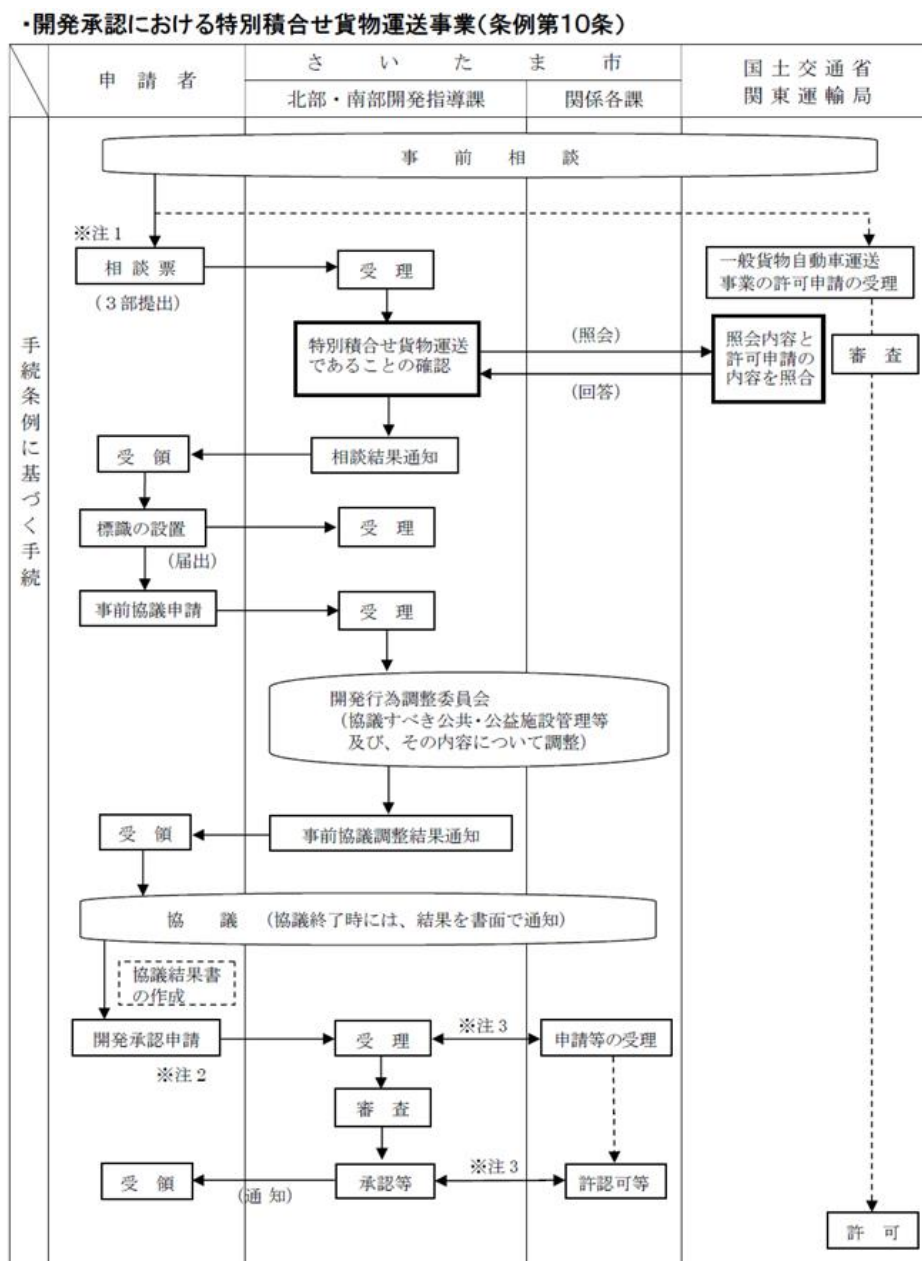 ・開発承認における特別積合せ貨物運送事業(条例第10条)
申請者
さいたま市
北部・南部開発指導課
関係各課
国土交通省
関東運輸局
手続条例に基づく手続
事前相談
※注1
相談票
(3部提出)
受理
一般貨物自動車運送
事業の許可申請の受理
特別積合せ貨物運送
であることの確認
(照会)
(回答)
照会内容と
許可申請の
内容を照合
審査
受領
相談結果通知
標識の設置
(届出)
受理
事前協議申請
受理
開発行為調整委員会
(協議すべき公共・公益施設管理等
及び、その内容について調整)
受領
事前協議調整結果通知
協議 (協議終了時には、結果を書面で通知)
協議結果書
の作成
開発承認申請
※注2
受理
※注3
申請等の受理
審査
受領
(通知)
承認等
※注3
許認可等
許可